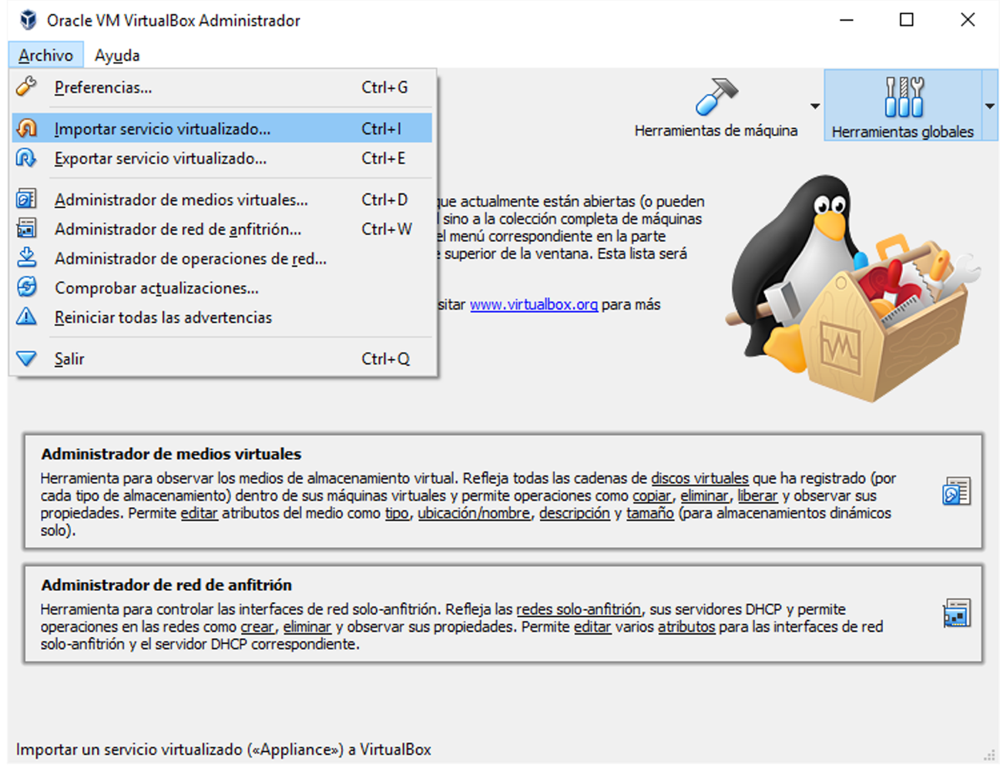 Oracle VM VirtualBox Administrador
Archivo Ayuda
Preferencias... Ctrl+G
Importar servicio virtualizado... Ctrl+I
Exportar servicio virtualizado... Ctrl+E
Administrador de medios virtuales... Ctrl+D
Administrador de red de anfitrión... Ctrl+W
Administrador de operaciones de red...
Comprobar actualizaciones...
Reiniciar todas las advertencias
Salir Ctrl+Q
Herramientas de máquina
Herramientas globales
que actualmente están abiertas (o pueden
sino a la colección completa de máquinas
el menú correspondiente en la parte
superior de la ventana. Esta lista será
sitar www.virtualbox.org para más
Administrador de medios virtuales
Herramienta para observar los medios de almacenamiento virtual. Refleja todas las cadenas de discos virtuales que ha registrado (por
cada tipo de almacenamiento) dentro de sus máquinas virtuales y permite operaciones como copiar, eliminar, liberar y observar sus
propiedades. Permite editar atributos del medio como tipo, ubicación/nombre, descripción y tamaño (para almacenamientos dinámicos
solo).
Administrador de red de anfitrión
Herramienta para controlar las interfaces de red solo-anfitrión. Refleja las redes solo-anfitrión, sus servidores DHCP y permite
operaciones en las redes como crear, eliminar y observar sus propiedades. Permite editar varios atributos para las interfaces de red
solo-anfitrión y el servidor DHCP correspondiente.
Importar un servicio virtualizado («Appliance») a VirtualBox